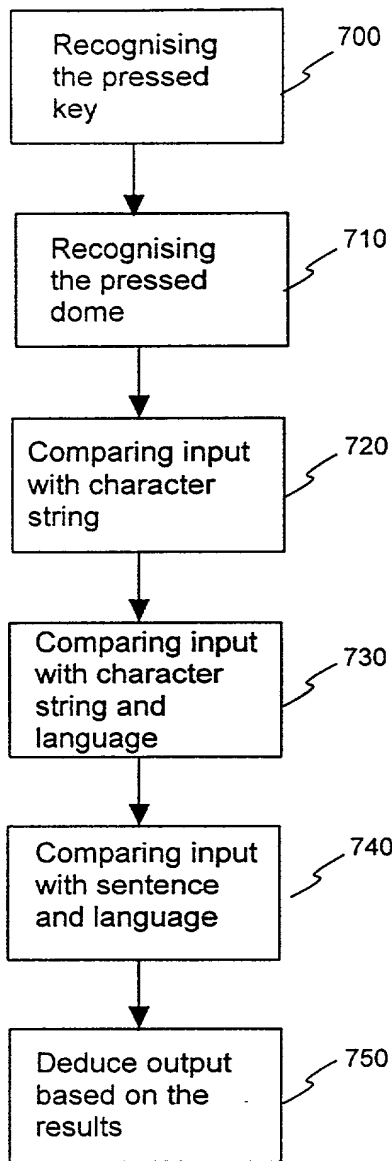 Recognising
the pressed
key
700
Recognising
the pressed
dome
710
Comparing input
with character
string
720
Comparing input
with character
string and
language
730
Comparing input
with sentence
and language
740
Deduce output
based on the
results
750